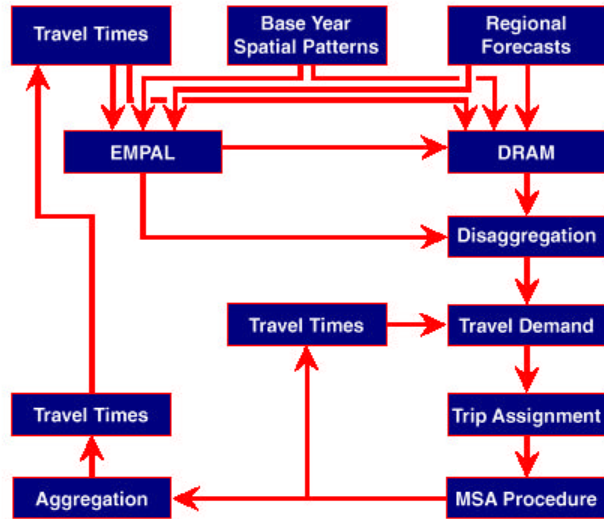 Travel Times
Base Year
Spatial Patterns
Regional
Forecasts
EMPAL
DRAM
Disaggregation
Travel Times
Travel Demand
Travel Times
Trip Assignment
Aggregation
MSA Procedure